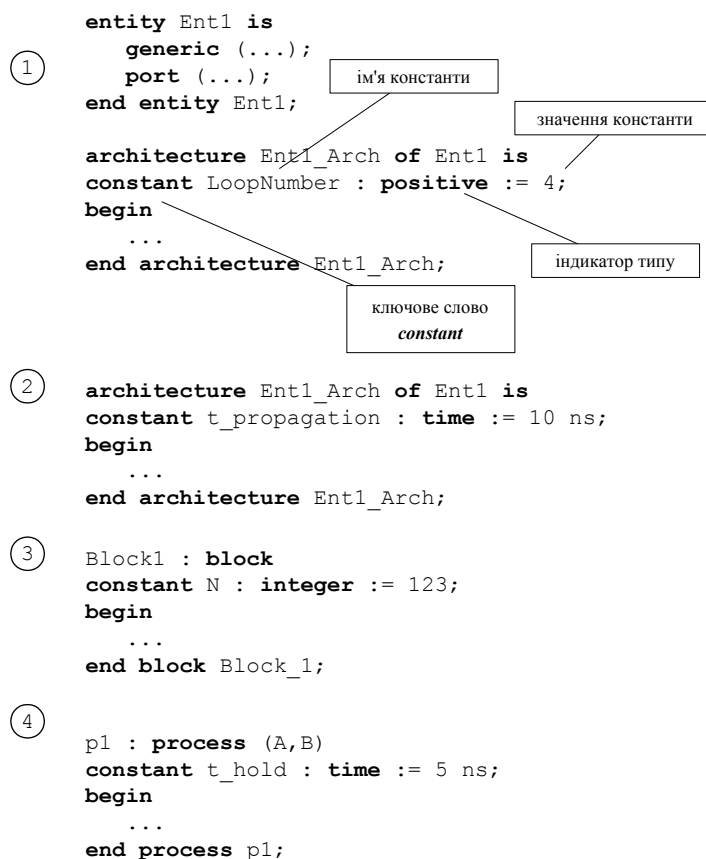 entity Ent1 is
generic (...);
1
port (...);
ім'я константи
end entity Ent1;
значення константи
architecture Ent1_Arch of Ent1 is
constant LoopNumber : positive := 4;
begin
...
індикатор типу
end architecture Ent1_Arch;
ключове слово
constant
2
architecture Ent1_Arch of Ent1 is
constant t_propagation : time := 10 ns;
begin
...
end architecture Ent1_Arch;
3
Block1 : block
constant N : integer := 123;
begin
...
end block Block_1;
4
p1 : process (A,B)
constant t_hold : time := 5 ns;
begin
...
end process p1;